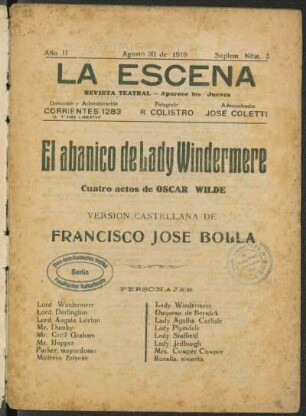 Año II Agosto 30 de 1919 Suplem. Núm. 2
LA ESCENA
REVISTA TEATRAL — Aparece los Jueves
Dirección y Administración
CORRIENTES 1283
Fotógrafo
R COLISTRO
Administrador
JOSÉ COLETTI
El abanico de Lady Windermere
Cuatro actos de OSCAR WILDE
VERSION CASTELLANA DE
FRANCISCO JOSE BOLLA
Berlin
PERSONAJES
Lord Windermere
Lord Darlington
Lord Augusto Lorton
Mr. Dumby
Mr. Cecil Graham
Mr. Hopper
Parker, mayordomo
Mistress Erlynne
Lady Windermere
Duquesa de Berwick
Lady Agatha Carlisle
Lady Plymdale
Lady Stutfield
Lady Jedburgh
Mrs. Cowper Cowper
Rosalia, sirvienta